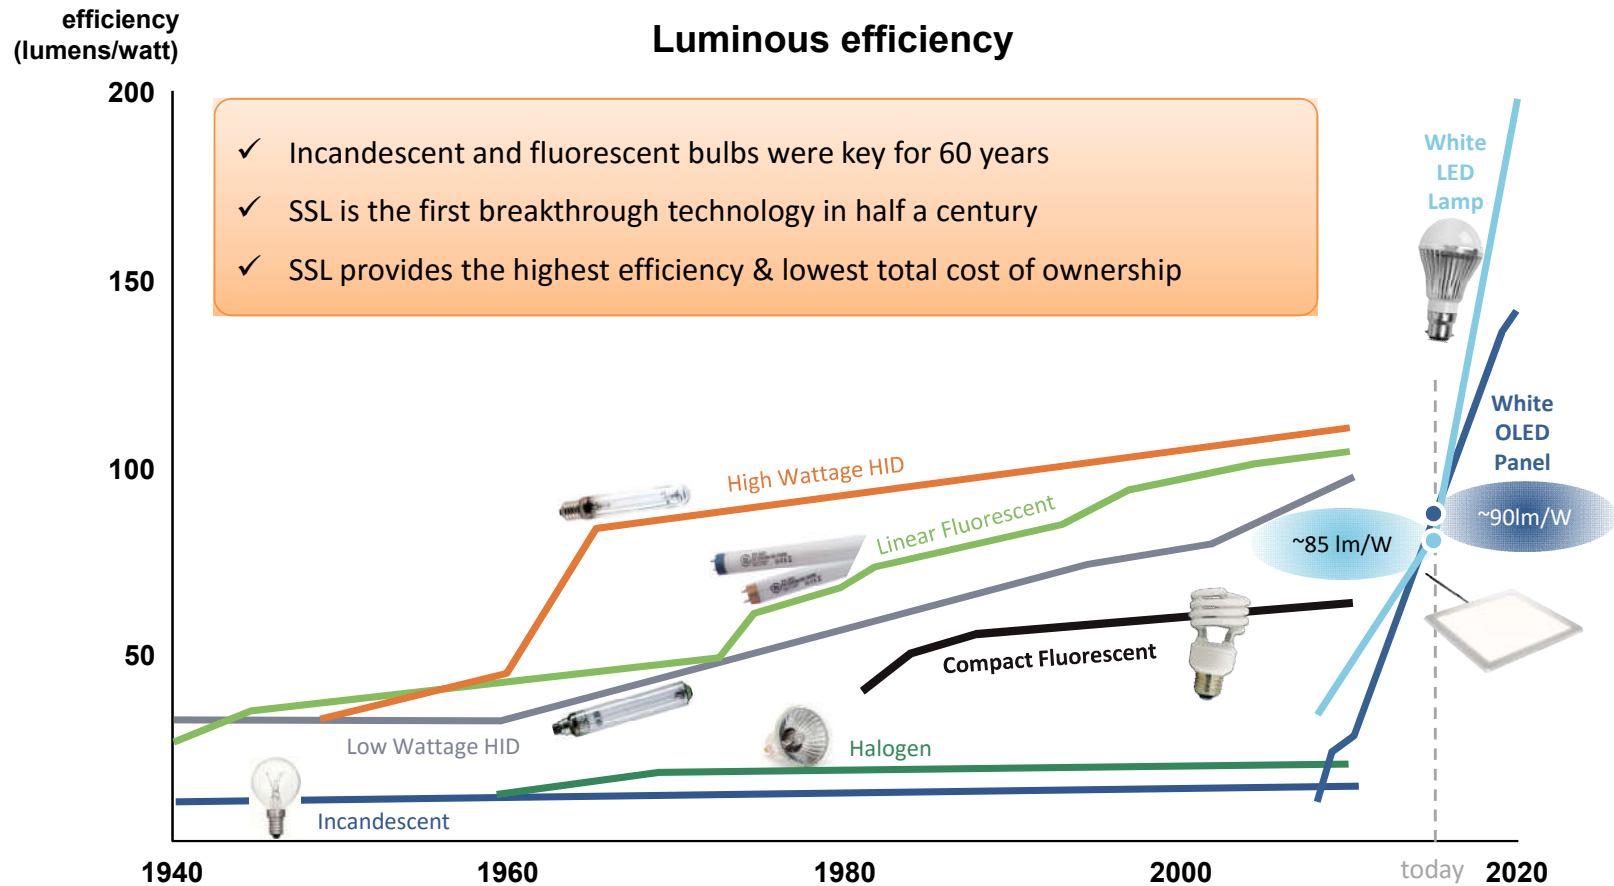 efficiency
(lumens/watt)
Luminous efficiency
200
✓ Incandescent and fluorescent bulbs were key for 60 years
✓ SSL is the first breakthrough technology in half a century
✓ SSL provides the highest efficiency & lowest total cost of ownership
White
LED
Lamp
150
White
OLED
Panel
100
High Wattage HID
Linear Fluorescent
~90lm/W
~85 lm/W
50
Compact Fluorescent
Low Wattage HID
Halogen
Incandescent
1940
1960
1980
2000
today
2020